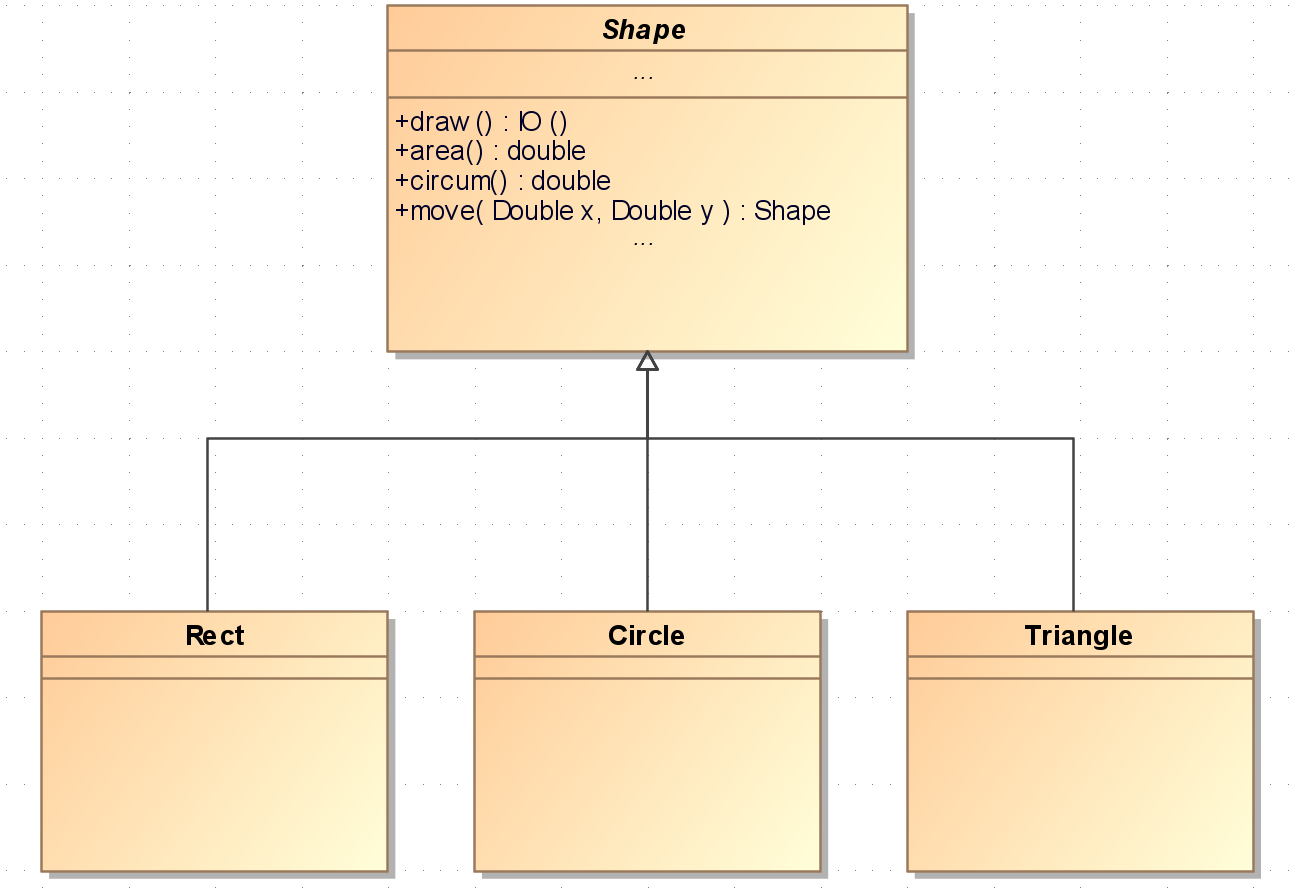 Shape
...
+draw () : IO ()
+area() : double
+circum() : double
+move( Double x, Double y ) : Shape
...
Rect
Circle
Triangle